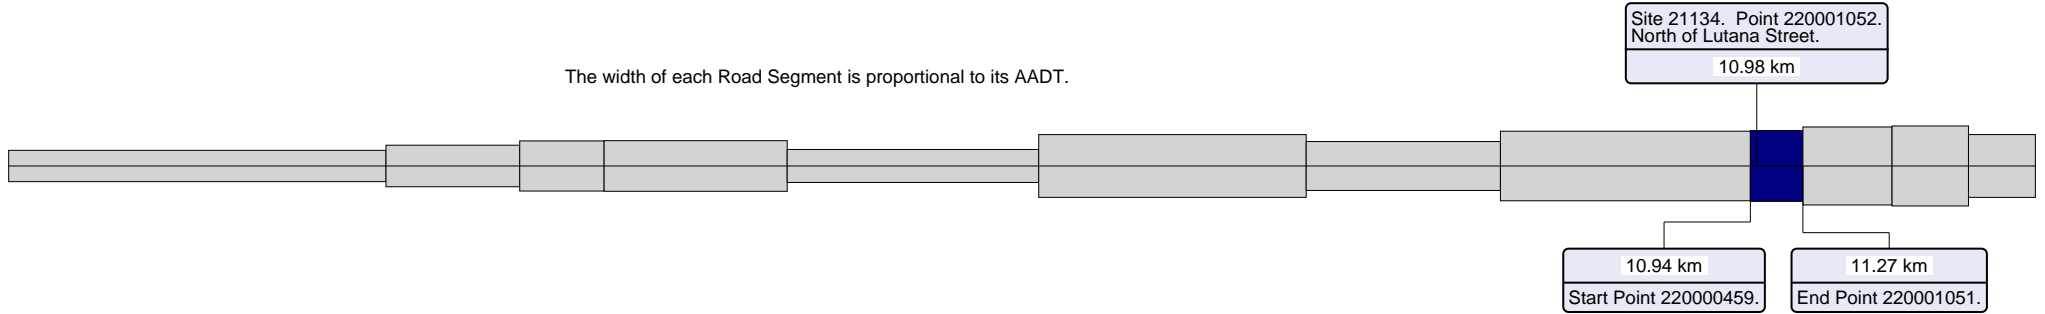 Site 21134.  Point 220001052.
North of Lutana Street.
10.98 km
The width of each Road Segment is proportional to its AADT.
10.94 km
Start Point 220000459.
11.27 km
End Point 220001051.